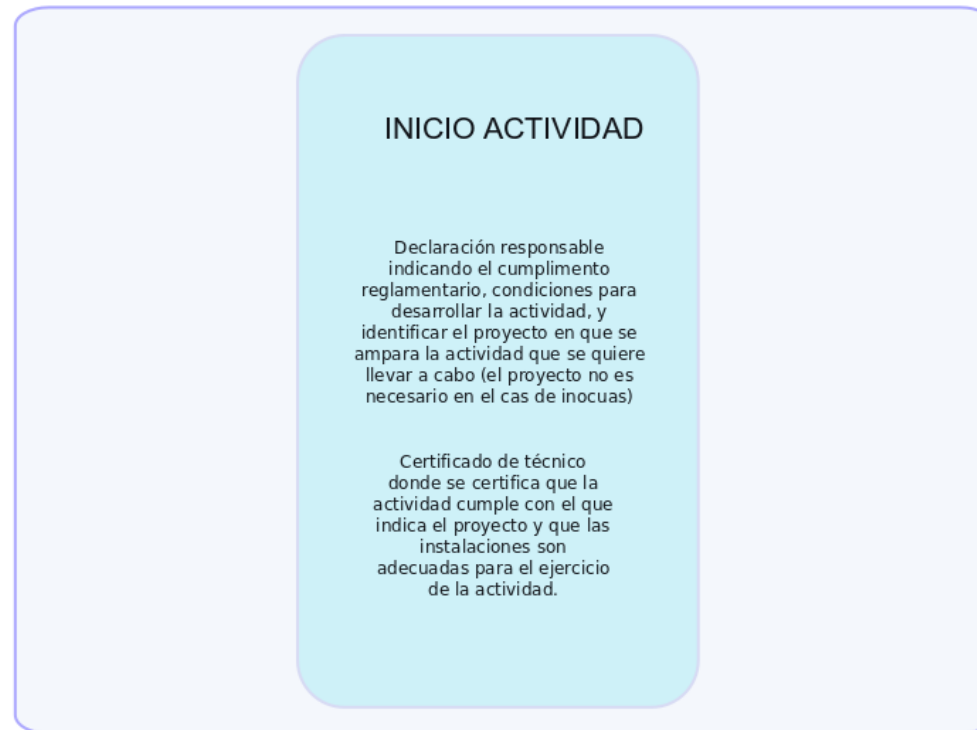 INICIO ACTIVIDAD
Declaración responsable
indicando el cumplimento
reglamentario, condiciones para
desarrollar la actividad, y
identificar el proyecto en que se
ampara la actividad que se quiere
llevar a cabo (el proyecto no es
necesario en el cas de inocuas)
Certificado de técnico
donde se certifica que la
actividad cumple con el que
indica el proyecto y que las
instalaciones son
adecuadas para el ejercicio
de la actividad.